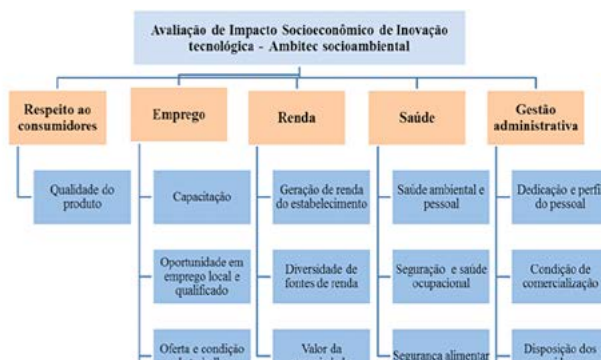 Avaliação de Impacto Socioeconômico de Inovação
tecnológica - Ambitec socioambiental
Respeito ao
consumidores
Emprego
Renda
Saúde
Gestão
administrativa
Qualidade do
produto
Capacitação
Geração de renda
do estabelecimento
Saúde ambiental e
pessoal
Dedicação e perfi
do pessoal
Oportunidade em
emprego local e
qualificado
Diversidade de
fontes de renda
Seguração e saúde
ocupacional
Condição de
comercialização
Oferta e condição
Valor da
Segurança alimentar
Disposição dos